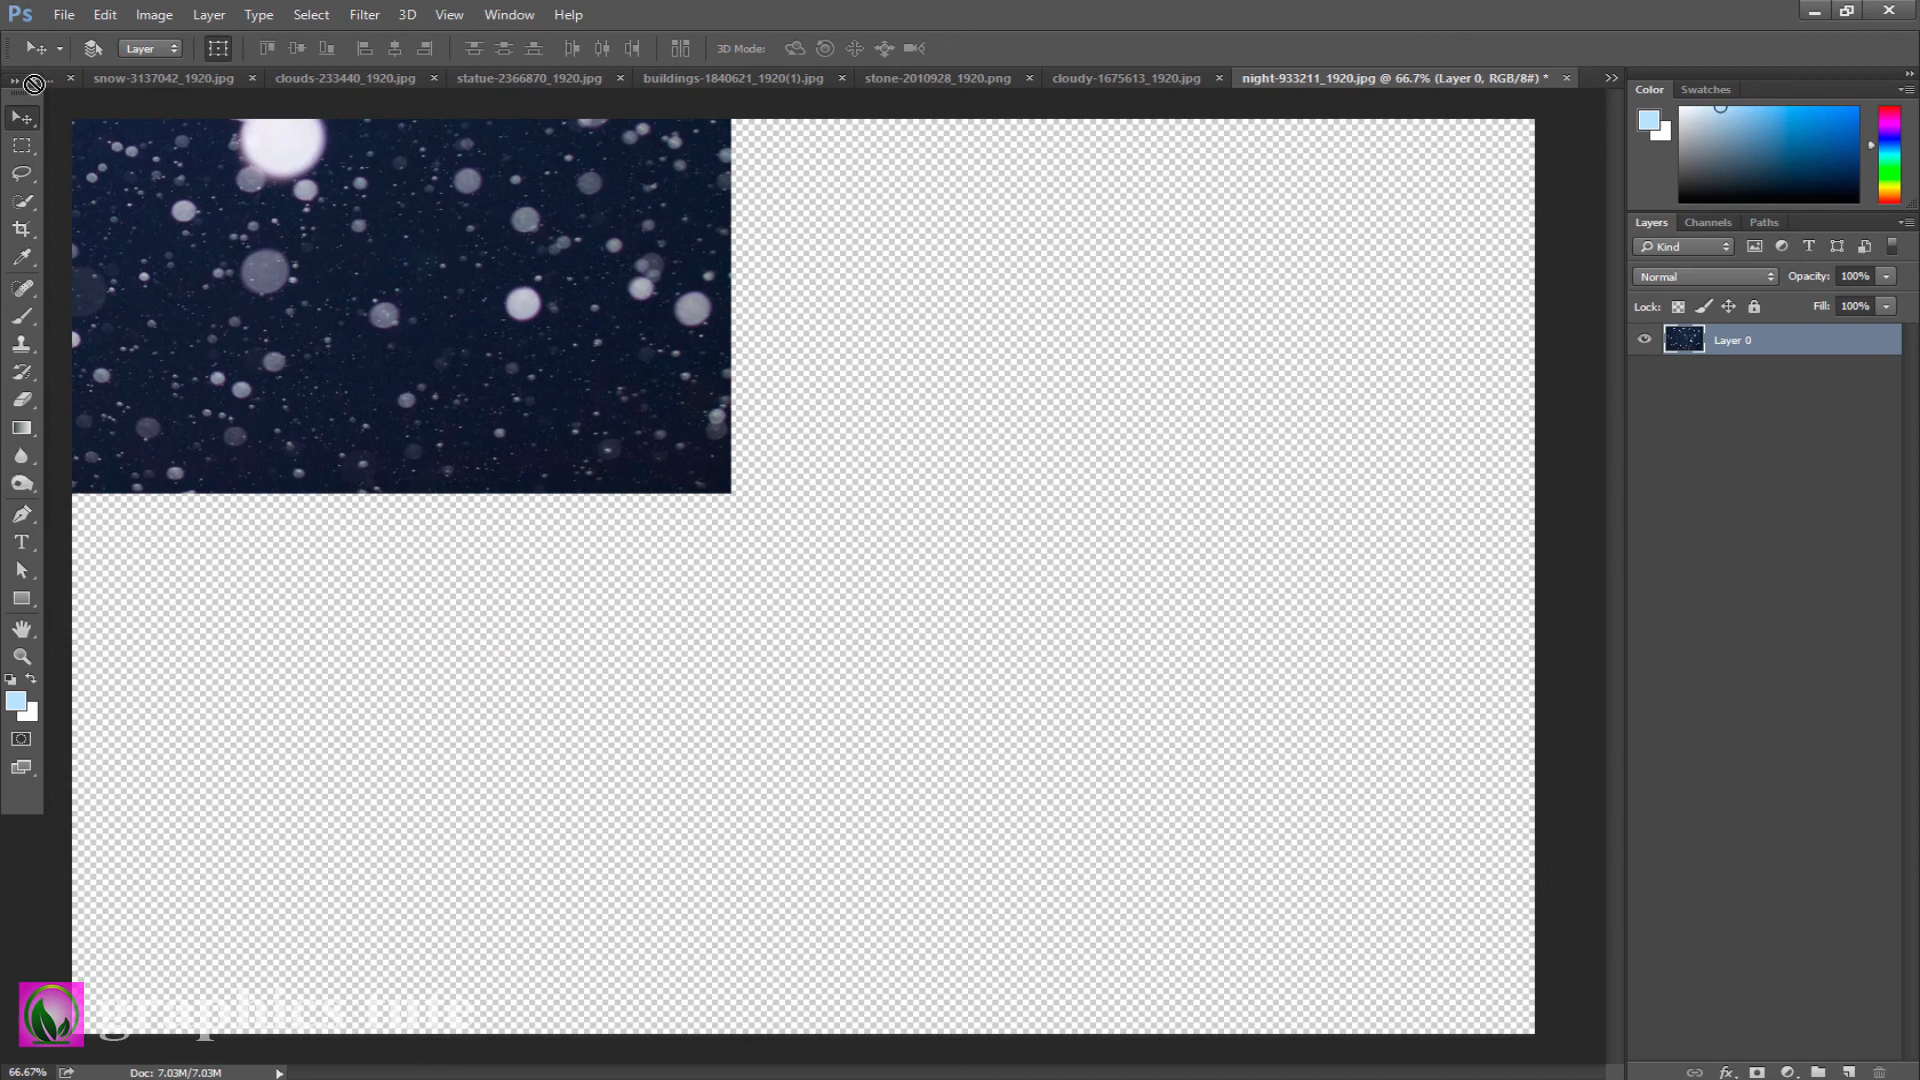 Ps File Edit Image Layer Type Select Filter 3D View Window Help
Layer 3D Mode:
snow-3137042_1920.jpg clouds-233440_1920.jpg statue-2366870_1920.jpg buildings-1840621_1920(1).jpg stone-2010928_1920.png cloudy-1675613_1920.jpg night-933211_1920.jpg @ 66.7% (Layer 0, RGB/8#) *
Color Swatches
Layers Channels Paths
Kind
Normal Opacity: 100%
Lock: Fill: 100%
Layer 0
66.67% Doc: 7.03M/7.03M